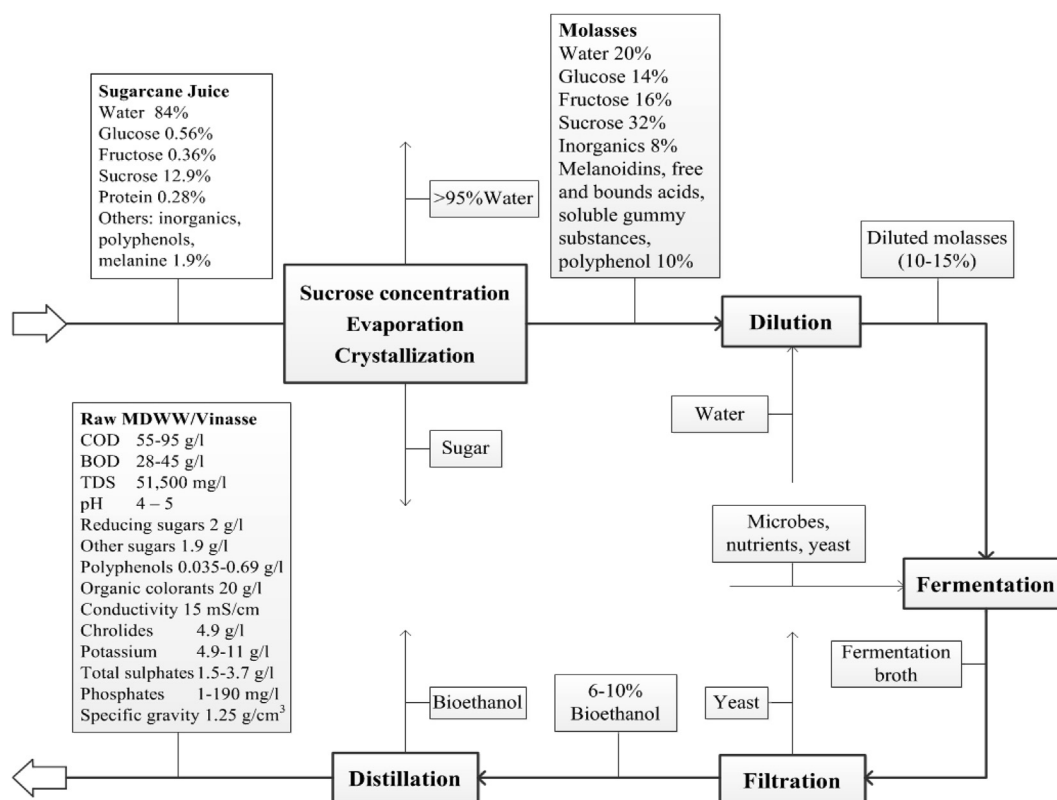 Sugarcane Juice
Water 84%
Glucose 0.56%
Fructose 0.36%
Sucrose 12.9%
Protein 0.28%
Others: inorganics,
polyphenols,
melanine 1.9%
>95%Water
Molasses
Water 20%
Glucose 14%
Fructose 16%
Sucrose 32%
Inorganics 8%
Melanoidins, free
and bounds acids,
soluble gummy
substances,
polyphenol 10%
Diluted molasses
(10-15%)
Sucrose concentration
Evaporation
Crystallization
Dilution
Water
Sugar
Microbes,
nutrients, yeast
Fermentation
Fermentation
broth
Raw MDWW/Vinasse
COD 55-95 g/l
BOD 28-45 g/l
TDS 51,500 mg/l
pH 4 – 5
Reducing sugars 2 g/l
Other sugars 1.9 g/l
Polyphenols 0.035-0.69 g/l
Organic colorants 20 g/l
Conductivity 15 mS/cm
Chrolides 4.9 g/l
Potassium 4.9-11 g/l
Total sulphates 1.5-3.7 g/l
Phosphates 1-190 mg/l
Specific gravity 1.25 g/cm³
Bioethanol
6-10%
Bioethanol
Yeast
Distillation
Filtration